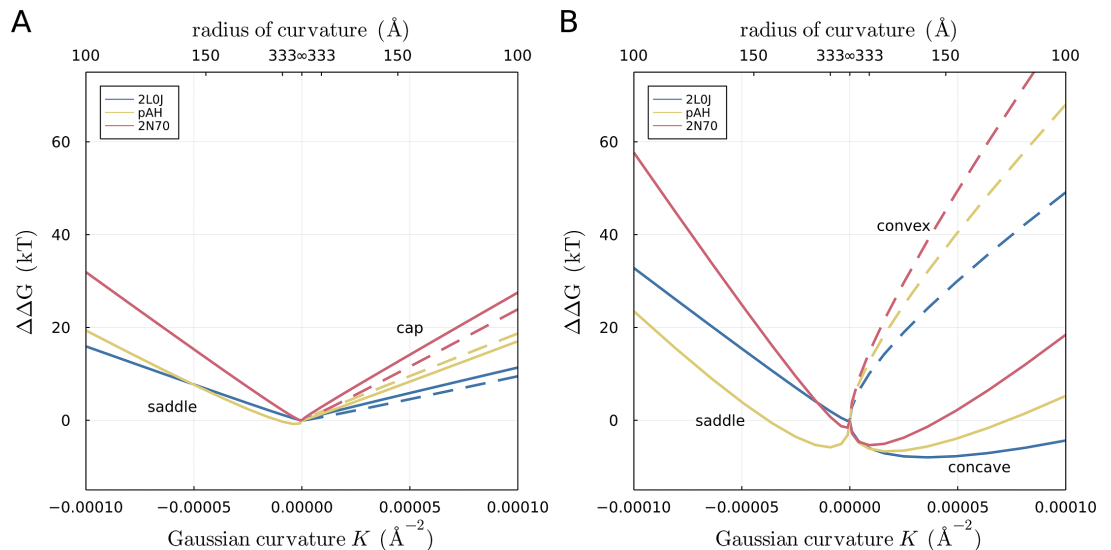 A
radius of curvature (Å)
100 150 333∞333 150 100
2L0J
pAH
2N70
60
40
20
0
ΔΔG (kT)
cap
saddle
−0.00010 −0.00005 0.00000 0.00005 0.00010
Gaussian curvature K (Å⁻²)
B
radius of curvature (Å)
100 150 333∞333 150 100
2L0J
pAH
2N70
60
40
20
0
ΔΔG (kT)
convex
saddle
concave
−0.00010 −0.00005 0.00000 0.00005 0.00010
Gaussian curvature K (Å⁻²)